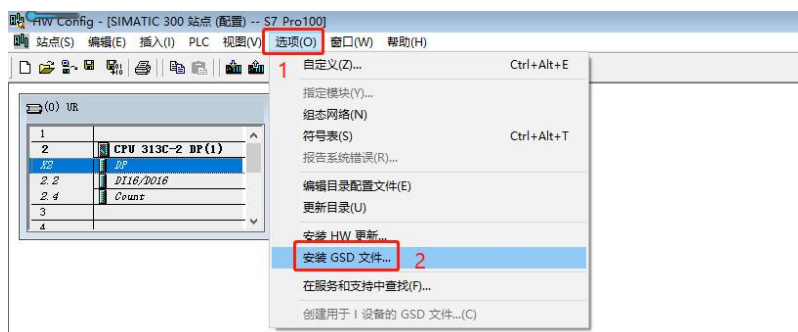 HW Config - [SIMATIC 300 站点 (配置) -- S7 Pro100]
站点(S) 编辑(E) 插入(I) PLC 视图(V) 选项(O) 窗口(W) 帮助(H)
1
自定义(Z)... Ctrl+Alt+E
指定模块(Y)...
组态网络(N)
符号表(S) Ctrl+Alt+T
报告系统错误(R)...
编辑目录配置文件(E)
更新目录(U)
安装 HW 更新...
安装 GSD 文件... 2
在服务和支持中查找(F)...
创建用于 I 设备的 GSD 文件...(C)
(0) UR
1
2 CPU 313C-2 DP(1)
X2 DP
2.2 DI16/DO16
2.4 Count
3
4